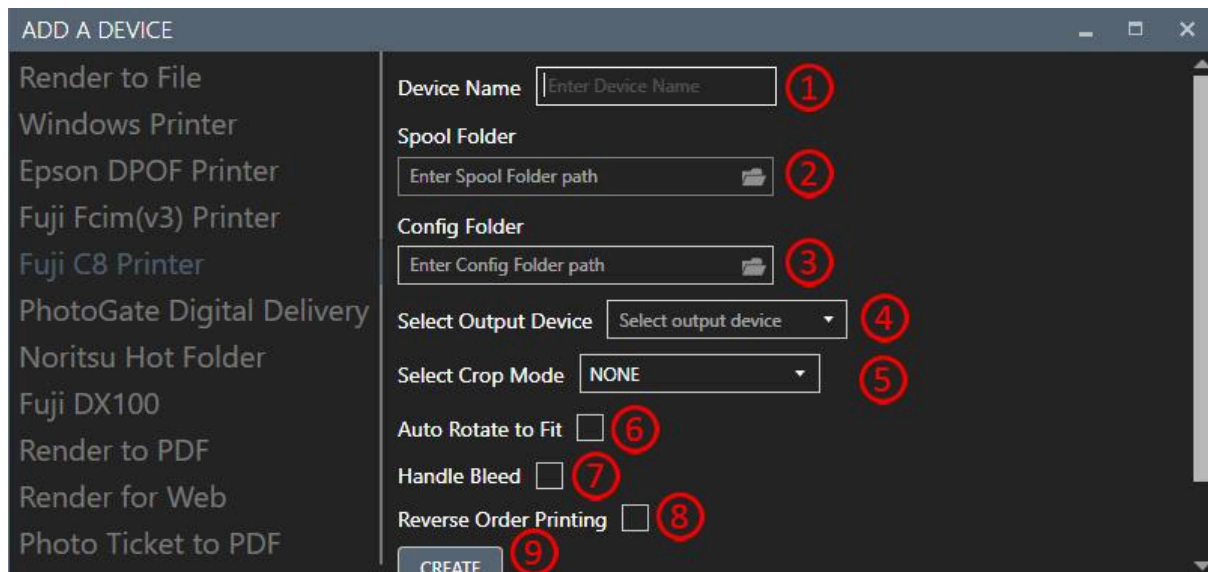 ADD A DEVICE
Render to File
Windows Printer
Epson DPOF Printer
Fuji Fcim(v3) Printer
Fuji C8 Printer
PhotoGate Digital Delivery
Noritsu Hot Folder
Fuji DX100
Render to PDF
Render for Web
Photo Ticket to PDF
Device Name Enter Device Name 1
Spool Folder
Enter Spool Folder path 2
Config Folder
Enter Config Folder path 3
Select Output Device Select output device 4
Select Crop Mode NONE 5
Auto Rotate to Fit 6
Handle Bleed 7
Reverse Order Printing 8
CREATE 9